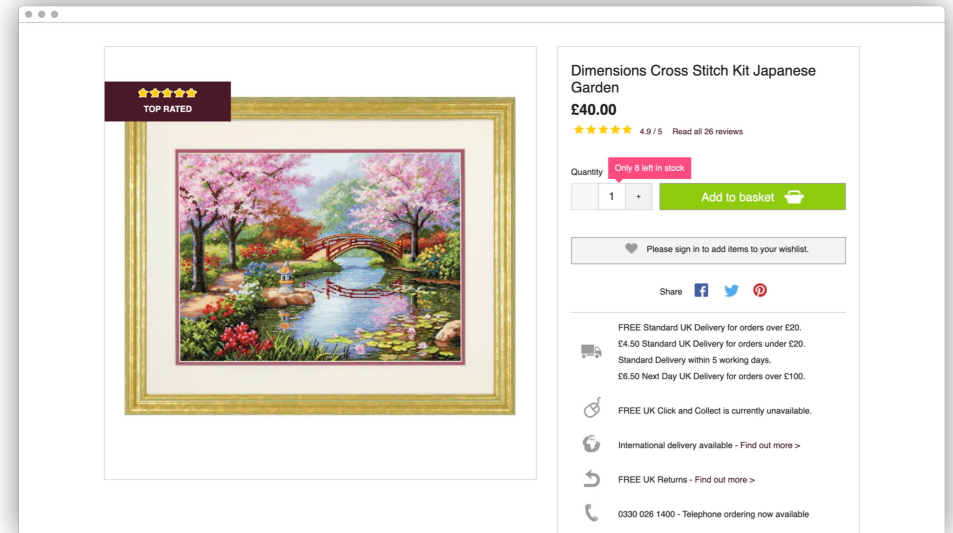 TOP RATED
Dimensions Cross Stitch Kit Japanese
Garden
£40.00
4.9 / 5 Read all 26 reviews
Quantity
Only 8 left in stock
1 + Add to basket
Please sign in to add items to your wishlist.
Share
FREE Standard UK Delivery for orders over £20.
£4.50 Standard UK Delivery for orders under £20.
Standard Delivery within 5 working days.
£6.50 Next Day UK Delivery for orders over £100.
FREE UK Click and Collect is currently unavailable.
International delivery available - Find out more >
FREE UK Returns - Find out more >
0330 026 1400 - Telephone ordering now available